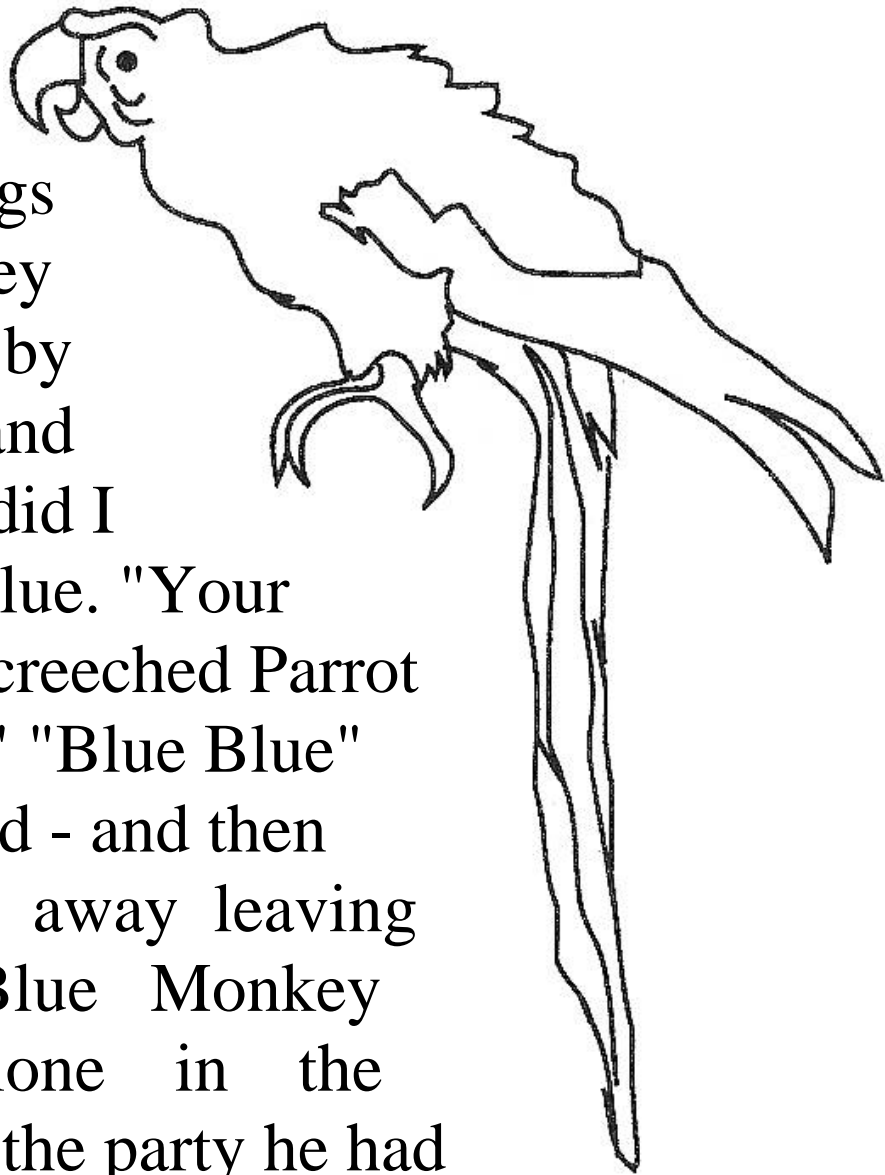 gs
ey
by
and
did I
lue. "Your
creeched Parrot
" "Blue Blue"
d - and then
away leaving
Blue Monkey
lone in the
the party he had